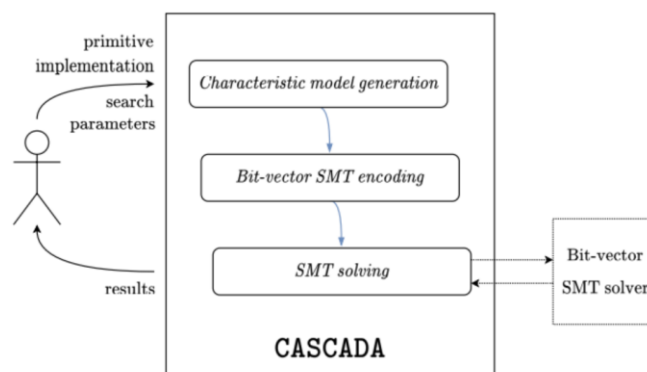 primitive
implementation
search
parameters
Characteristic model generation
Bit-vector SMT encoding
SMT solving
Bit-vector
SMT solver
results
CASCADA